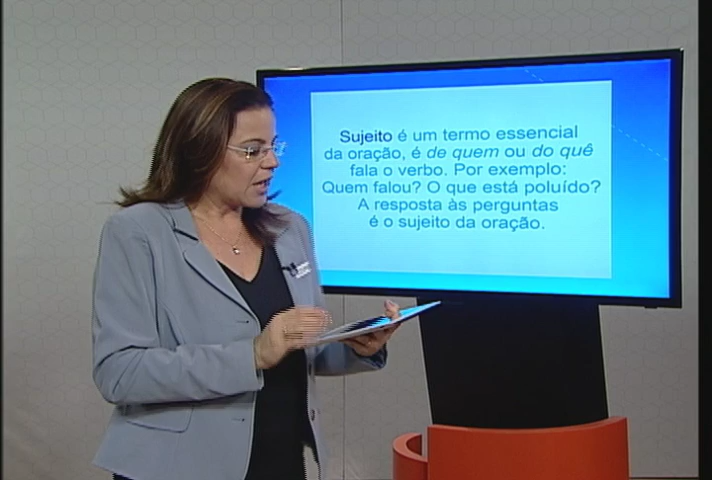 Sujeito é um termo essencial
da oração, é de quem ou do quê
fala o verbo. Por exemplo:
Quem falou? O que está poluído?
A resposta às perguntas
é o sujeito da oração.